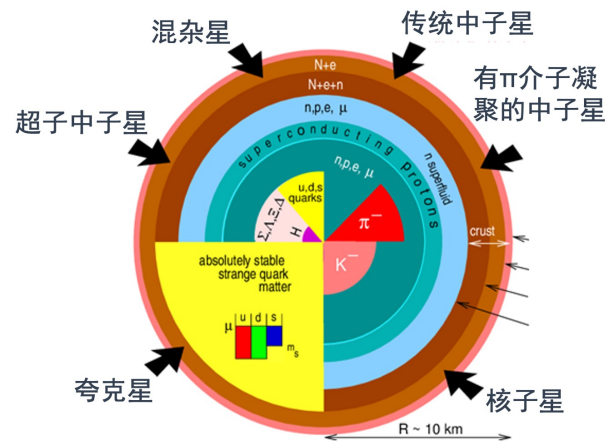 混杂星
传统中子星
有π介子凝
聚的中子星
超子中子星
N+e
N+e+n
n,p,e, μ
superconducting protons
n,p,e, μ
n superfluid
u,d,s
quarks
Σ,Λ,Ξ,Δ
H
π⁻
K⁻
crust
absolutely stable
strange quark
matter
u d s
μ
m_s
夸克星
核子星
R ~ 10 km